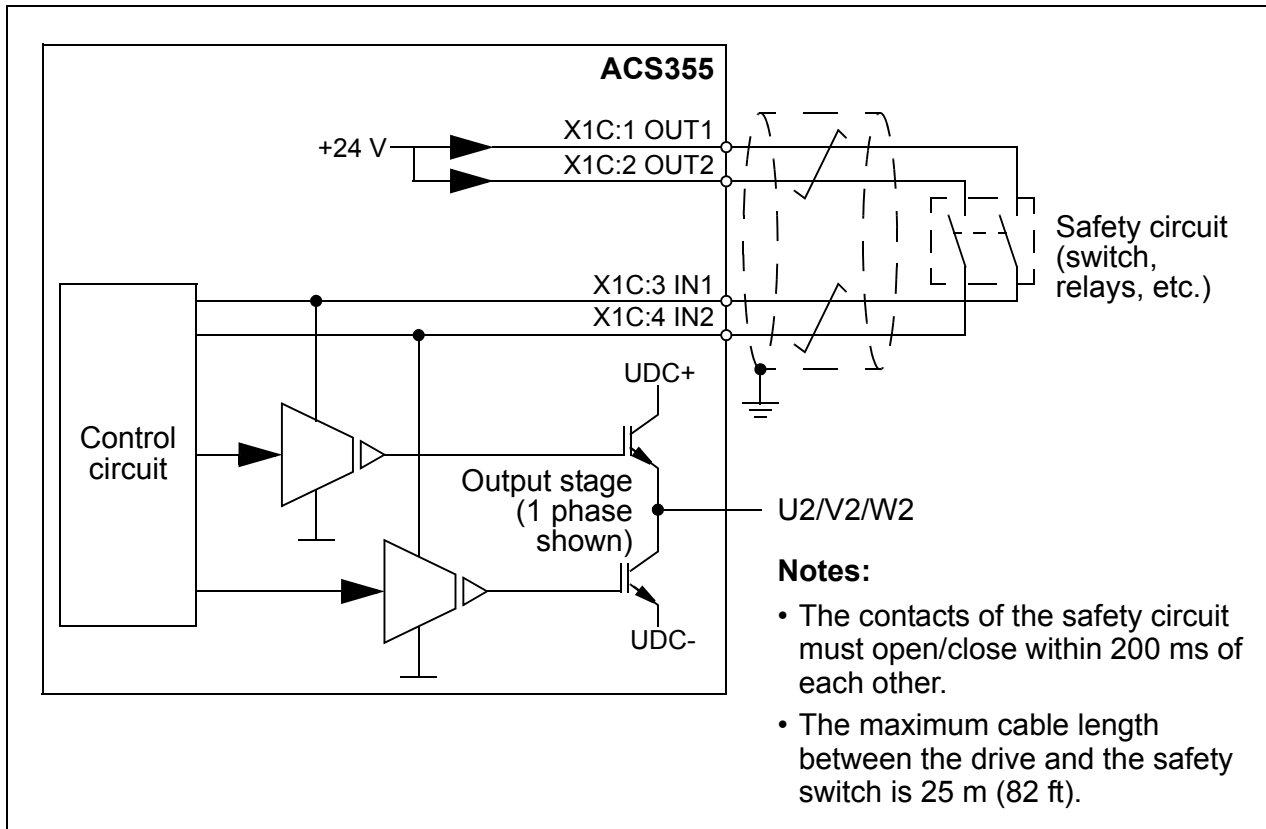 ACS355
X1C:1 OUT1
+24 V
X1C:2 OUT2
Safety circuit
(switch,
relays, etc.)
X1C:3 IN1
X1C:4 IN2
UDC+
Control
circuit
Output stage
(1 phase
shown)
U2/V2/W2
UDC-
Notes:
• The contacts of the safety circuit
must open/close within 200 ms of
each other.
• The maximum cable length
between the drive and the safety
switch is 25 m (82 ft).